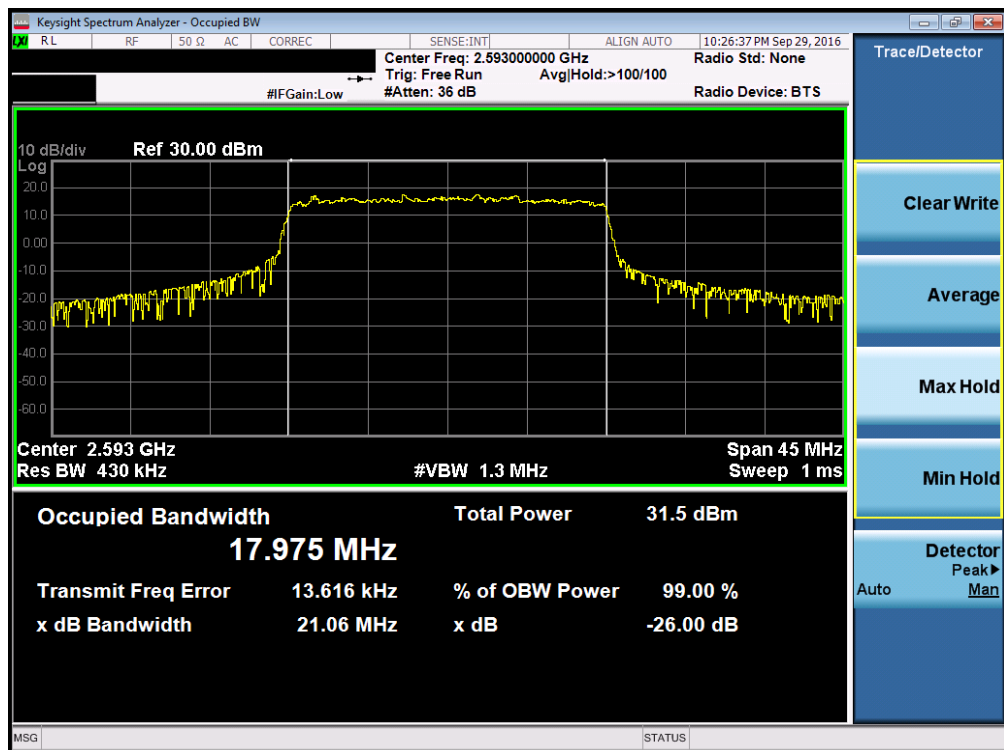 Keysight Spectrum Analyzer - Occupied BW
LXI RL RF 50 Ω AC CORREC SENSE:INT ALIGN AUTO 10:26:37 PM Sep 29, 2016
Center Freq: 2.593000000 GHz Radio Std: None
Trig: Free Run Avg|Hold:>100/100
#IFGain:Low #Atten: 36 dB Radio Device: BTS
10 dB/div Ref 30.00 dBm
Log
20.0
10.0
0.00
-10.0
-20.0
-30.0
-40.0
-50.0
-60.0
Center 2.593 GHz Span 45 MHz
Res BW 430 kHz #VBW 1.3 MHz Sweep 1 ms
Occupied Bandwidth Total Power 31.5 dBm
17.975 MHz
Transmit Freq Error 13.616 kHz % of OBW Power 99.00 %
x dB Bandwidth 21.06 MHz x dB -26.00 dB
MSG STATUS
Trace/Detector
Clear Write
Average
Max Hold
Min Hold
Detector
Peak▶
Auto Man